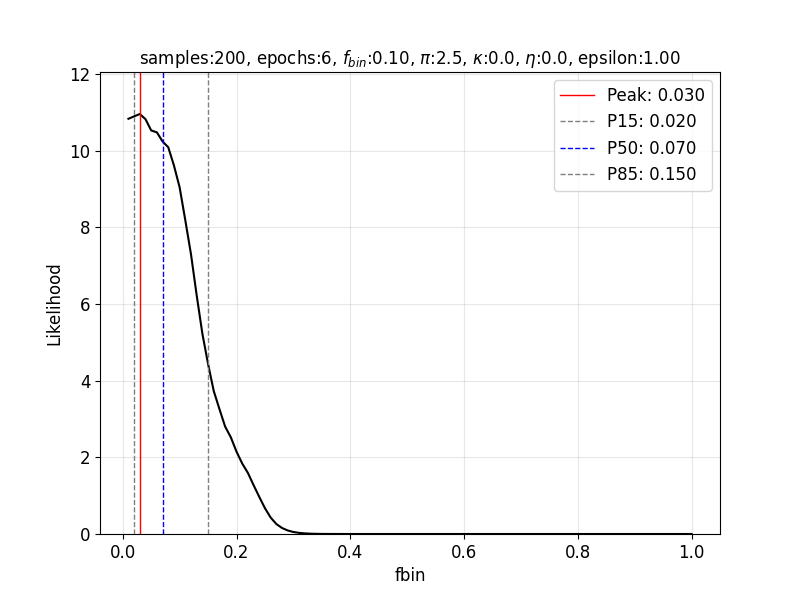 samples:200, epochs:6, f_bin:0.10, π:2.5, κ:0.0, η:0.0, epsilon:1.00
Peak: 0.030
P15: 0.020
P50: 0.070
P85: 0.150
12
10
8
6
4
2
0
Likelihood
0.0 0.2 0.4 0.6 0.8 1.0
fbin